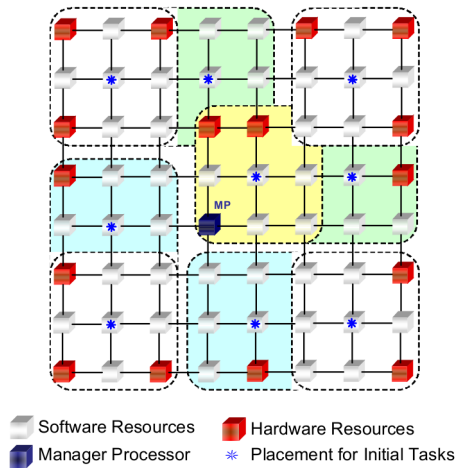 MP
Software Resources
Hardware Resources
Manager Processor
Placement for Initial Tasks